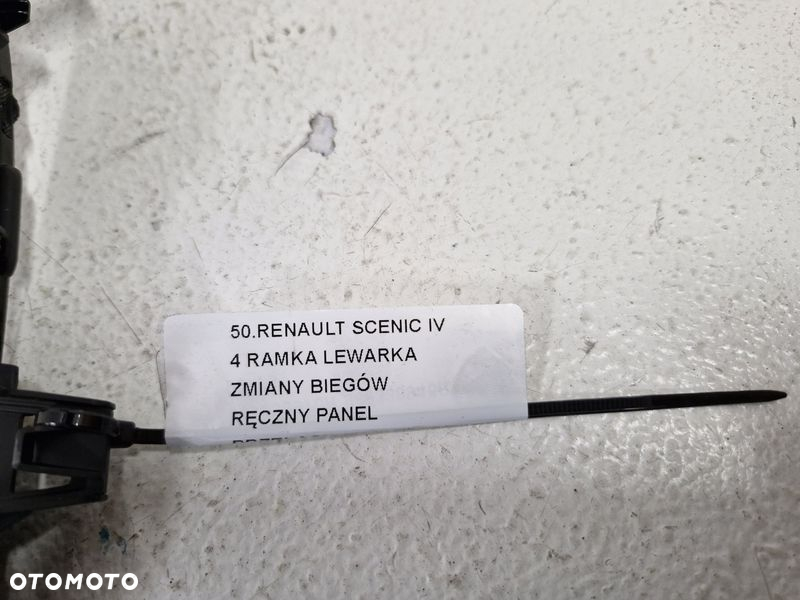 50.RENAULT SCENIC IV
4 RAMKA LEWARKA
ZMIANY BIEGÓW
RĘCZNY PANEL
OTOMOTO